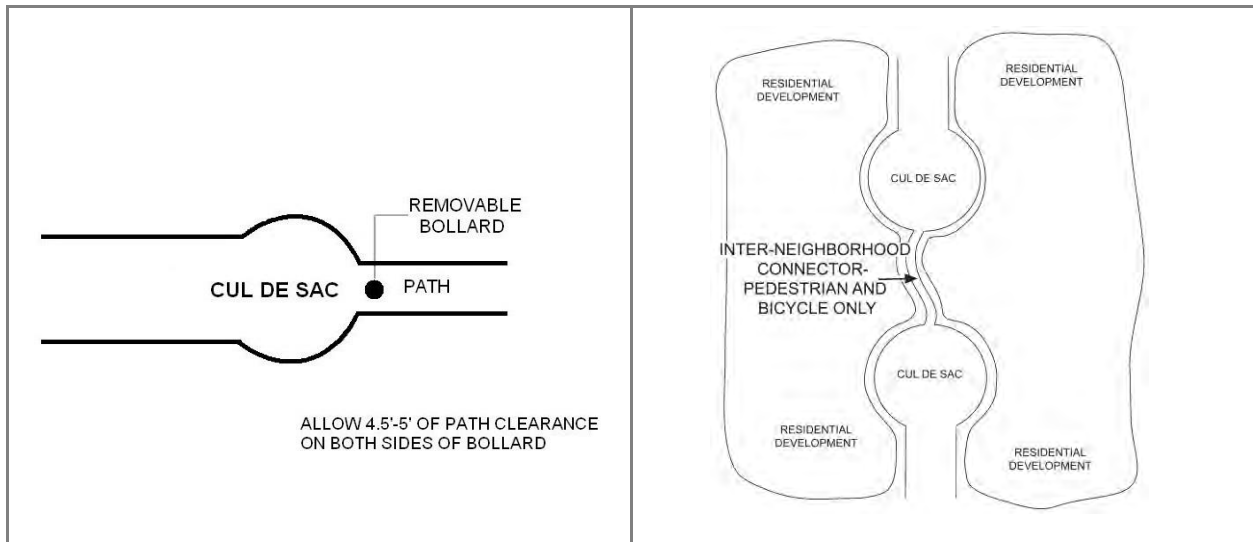 REMOVABLE
BOLLARD
CUL DE SAC
PATH
ALLOW 4.5'-5' OF PATH CLEARANCE
ON BOTH SIDES OF BOLLARD
RESIDENTIAL
DEVELOPMENT
RESIDENTIAL
DEVELOPMENT
CUL DE SAC
INTER-NEIGHBORHOOD
CONNECTOR-
PEDESTRIAN AND
BICYCLE ONLY
CUL DE SAC
RESIDENTIAL
DEVELOPMENT
RESIDENTIAL
DEVELOPMENT